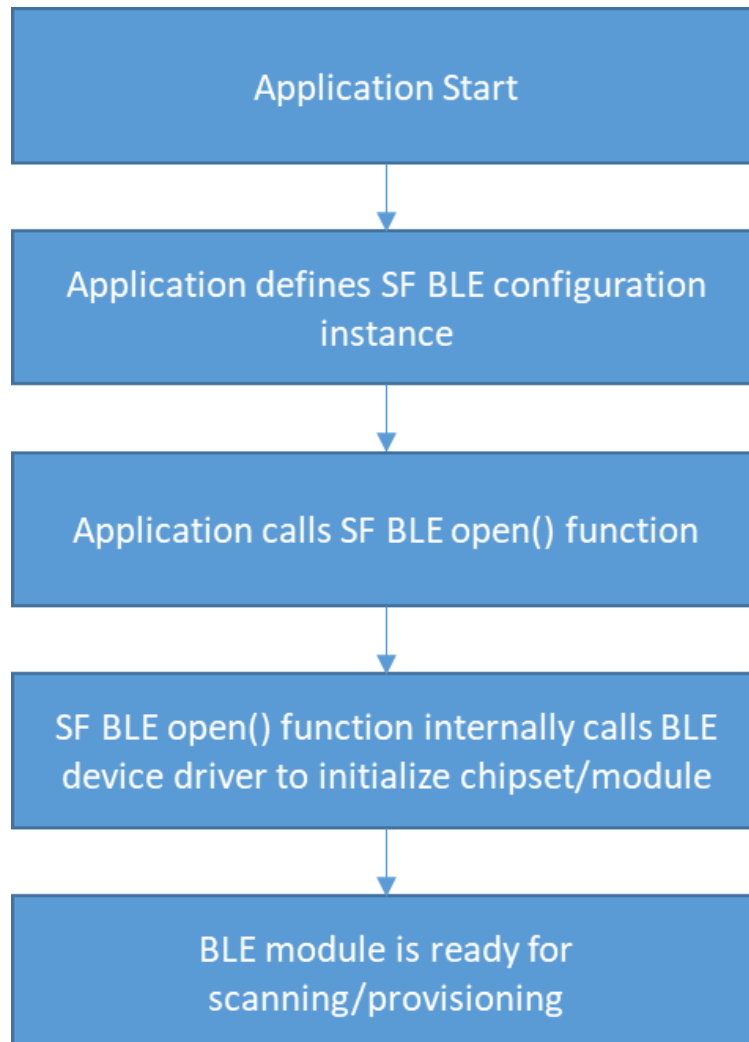 Application Start
Application defines SF BLE configuration
instance
Application calls SF BLE open() function
SF BLE open() function internally calls BLE
device driver to initialize chipset/module
BLE module is ready for
scanning/provisioning